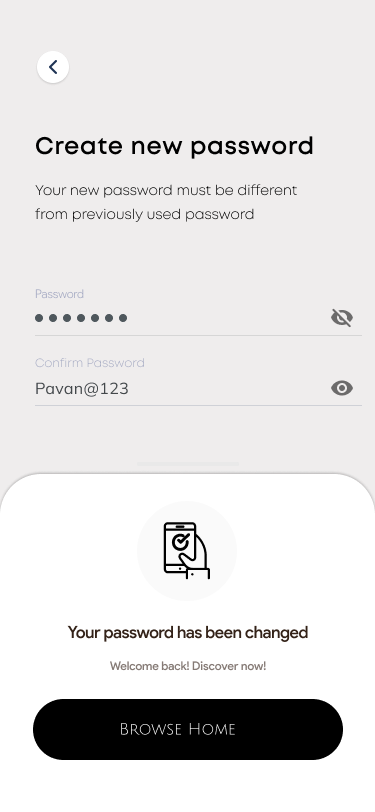 Create new password
Your new password must be different
from previously used password
Password
Confirm Password
Pavan@123
Your password has been changed
Welcome back! Discover now!
Browse Home